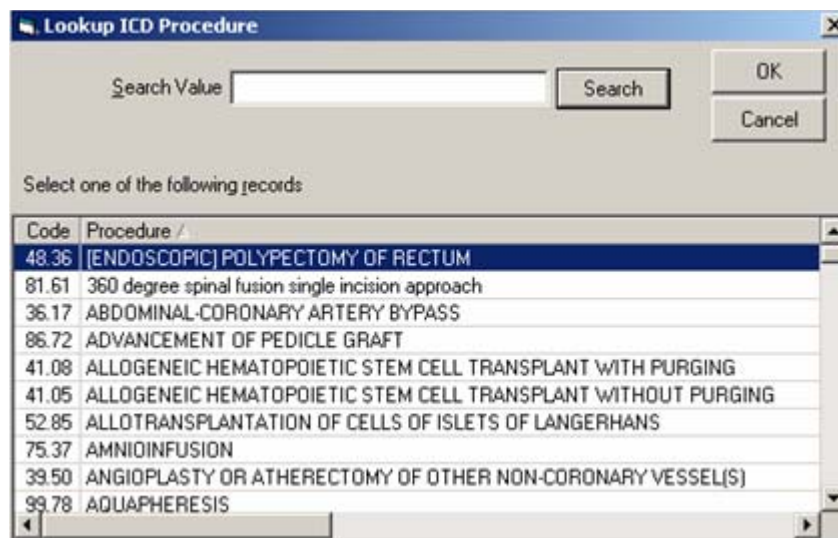 Lookup ICD Procedure
Search Value
Search
OK
Cancel
Select one of the following records
Code Procedure
48.36 [ENDOSCOPIC] POLYPECTOMY OF RECTUM
81.61 360 degree spinal fusion single incision approach
36.17 ABDOMINAL-CORONARY ARTERY BYPASS
86.72 ADVANCEMENT OF PEDICLE GRAFT
41.08 ALLOGENEIC HEMATOPOIETIC STEM CELL TRANSPLANT WITH PURGING
41.05 ALLOGENEIC HEMATOPOIETIC STEM CELL TRANSPLANT WITHOUT PURGING
52.85 ALLOTRANSPLANTATION OF CELLS OF ISLETS OF LANGERHANS
75.37 AMNIOINFUSION
39.50 ANGIOPLASTY OR ATHERECTOMY OF OTHER NON-CORONARY VESSEL(S)
99.78 AQUAPHERESIS